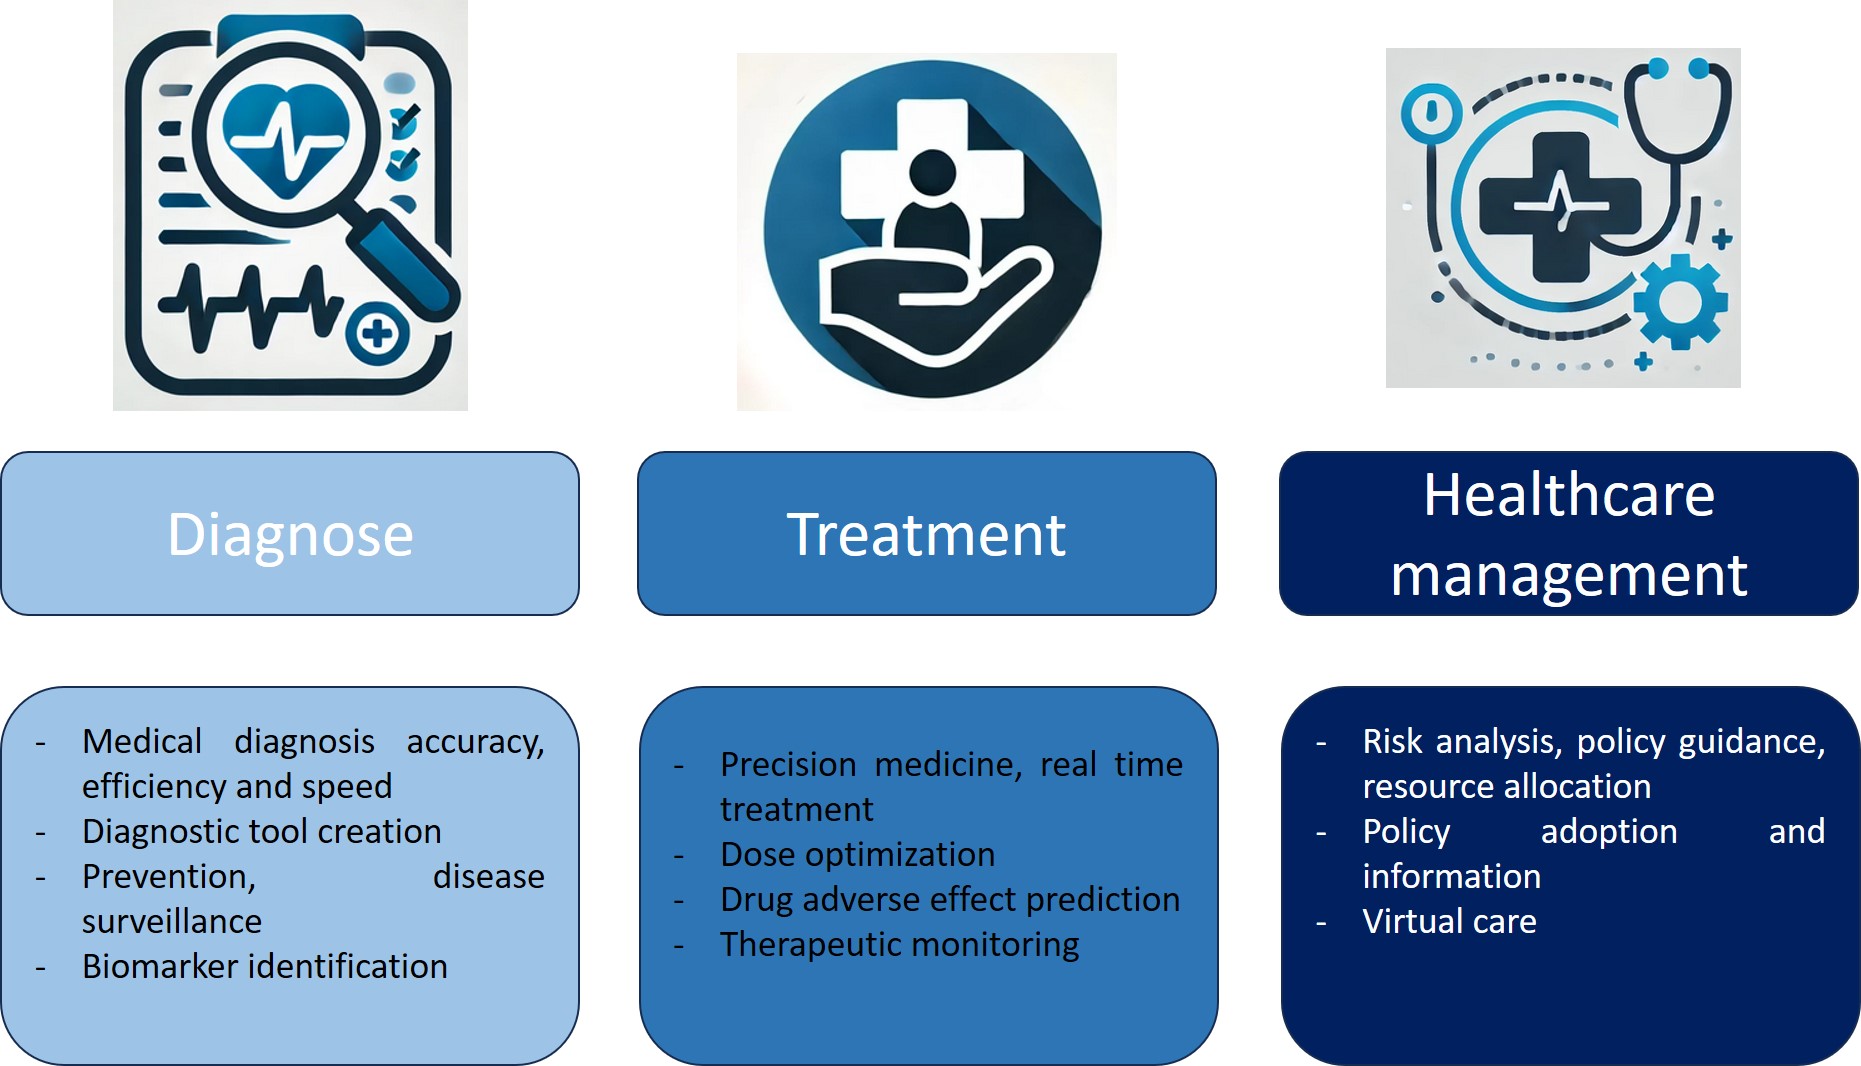 Diagnose
Treatment
Healthcare
management
- Medical diagnosis accuracy,
efficiency and speed
- Diagnostic tool creation
- Prevention, disease
surveillance
- Biomarker identification
- Precision medicine, real time
treatment
- Dose optimization
- Drug adverse effect prediction
- Therapeutic monitoring
- Risk analysis, policy guidance,
resource allocation
- Policy adoption and
information
- Virtual care